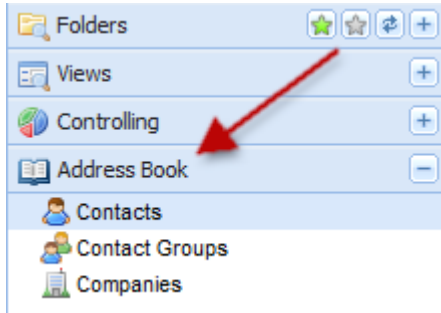 Folders
Views
Controlling
Address Book
Contacts
Contact Groups
Companies